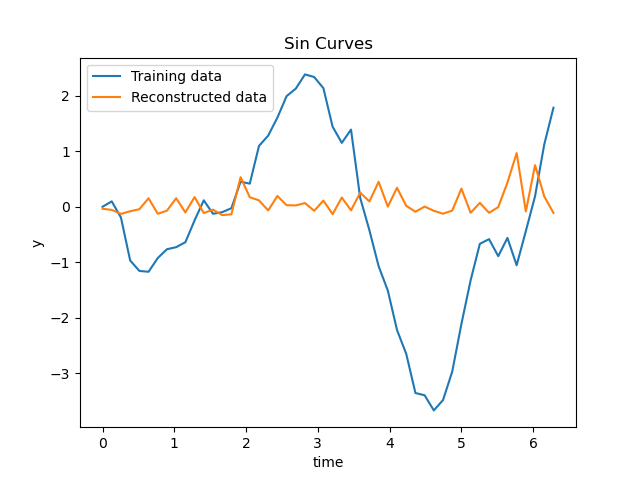 Sin Curves
Training data
Reconstructed data
2
1
0
−1
−2
−3
y
0 1 2 3 4 5 6
time